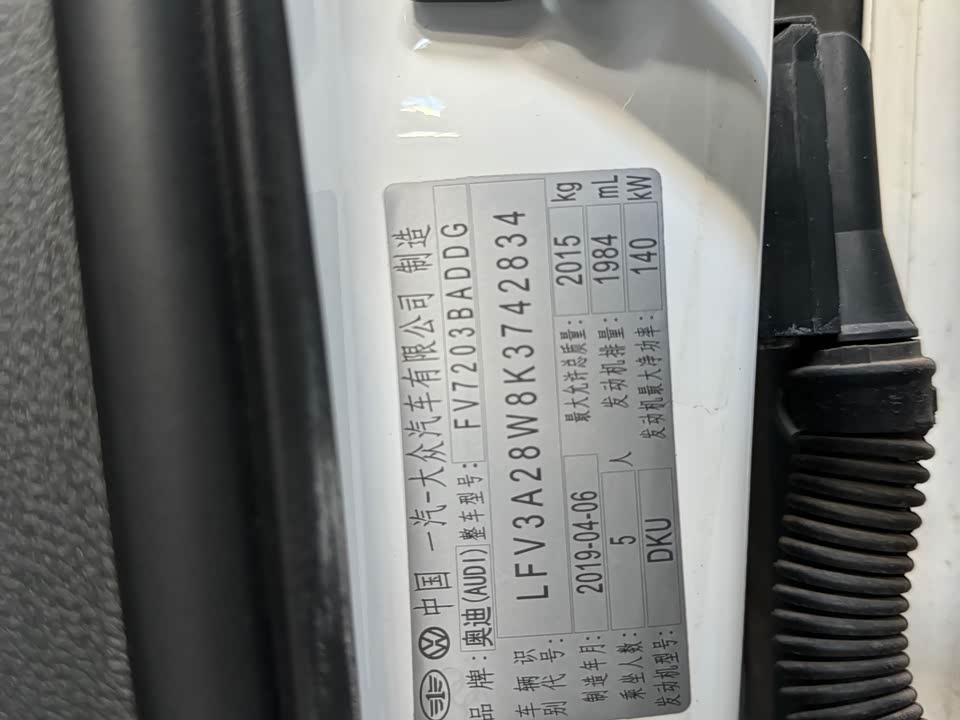 中国 一汽-大众汽车有限公司 制造
品 牌: 奥迪(AUDI) 整车型号: FV7203BADDG
车辆识别代号: LFV3A28W8K3742834
制造年月: 2019-04-06 最大允许总质量: 2015 kg
乘坐人数: 5 人 发动机排量: 1984 mL
发动机型号: DKU 发动机最大净功率: 140 kW